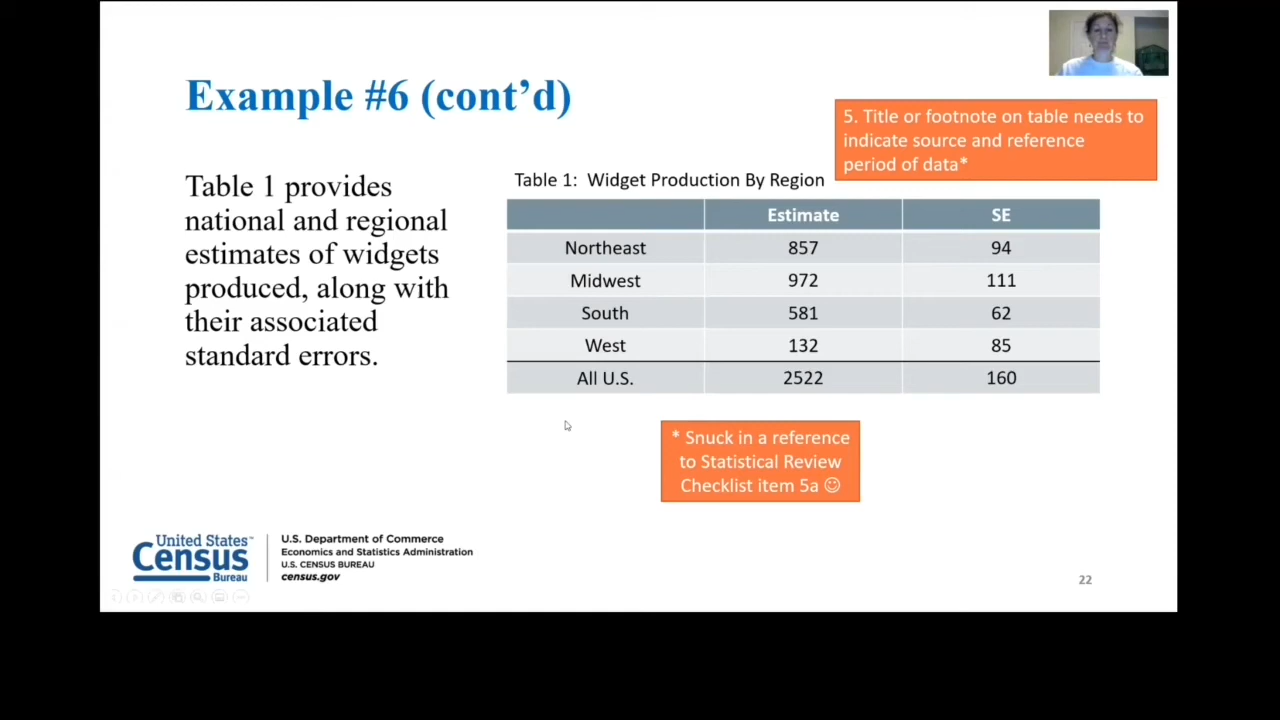 Example #6 (cont’d)
5. Title or footnote on table needs to
indicate source and reference
period of data*
Table 1 provides
national and regional
estimates of widgets
produced, along with
their associated
standard errors.
Table 1: Widget Production By Region
Estimate SE
Northeast 857 94
Midwest 972 111
South 581 62
West 132 85
All U.S. 2522 160
* Snuck in a reference
to Statistical Review
Checklist item 5a ☺
United States™
Census
Bureau
U.S. Department of Commerce
Economics and Statistics Administration
U.S. CENSUS BUREAU
census.gov
22